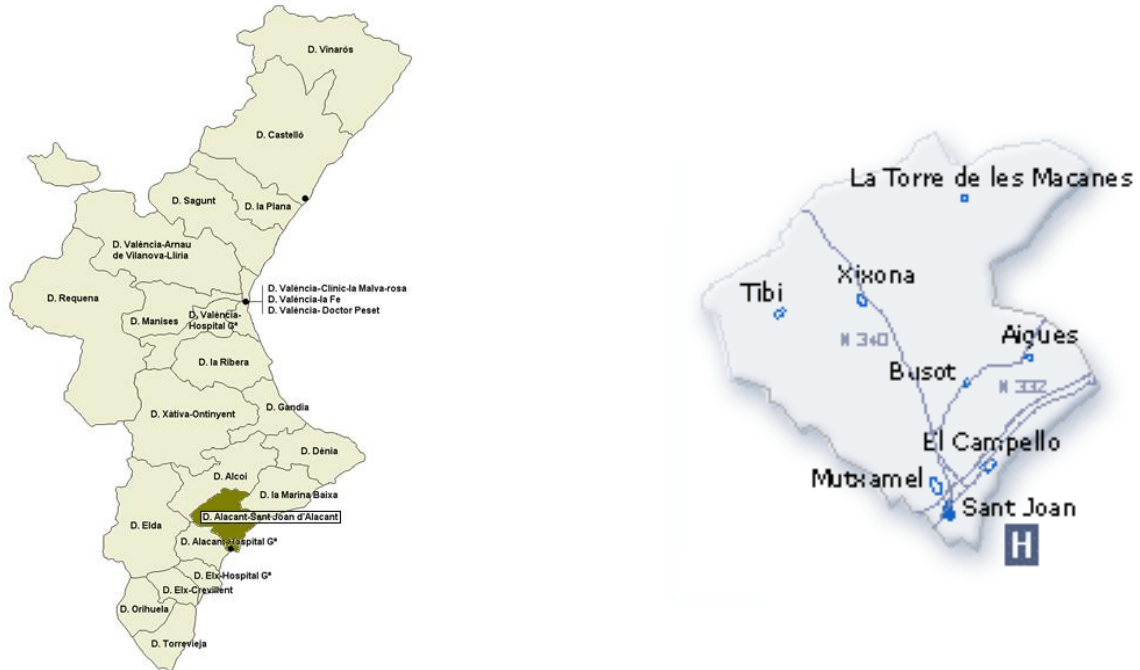 D. Vinaròs
D. Castelló
D. Sagunt
D. la Plana
D. València-Arnau
de Vilanova-Llíria
D. València-Clínic-la Malva-rosa
D. València-la Fe
D. València- Doctor Peset
D. Requena
D. Manises
D. València-
Hospital Gª
D. la Ribera
D. Xàtiva-Ontinyent
D. Gandia
D. Dénia
D. Alcoi
D. la Marina Baixa
D. Alacant-Sant Joan d'Alacant
D. Elda
D. Alacant-Hospital Gª
D. Elx-Hospital Gª
D. Elx-Crevillent
D. Orihuela
D. Torrevieja
La Torre de les Macanes
Xixona
Tibi
N 340
Aigues
Busot
N 332
El Campello
Mutxamel
Sant Joan
H